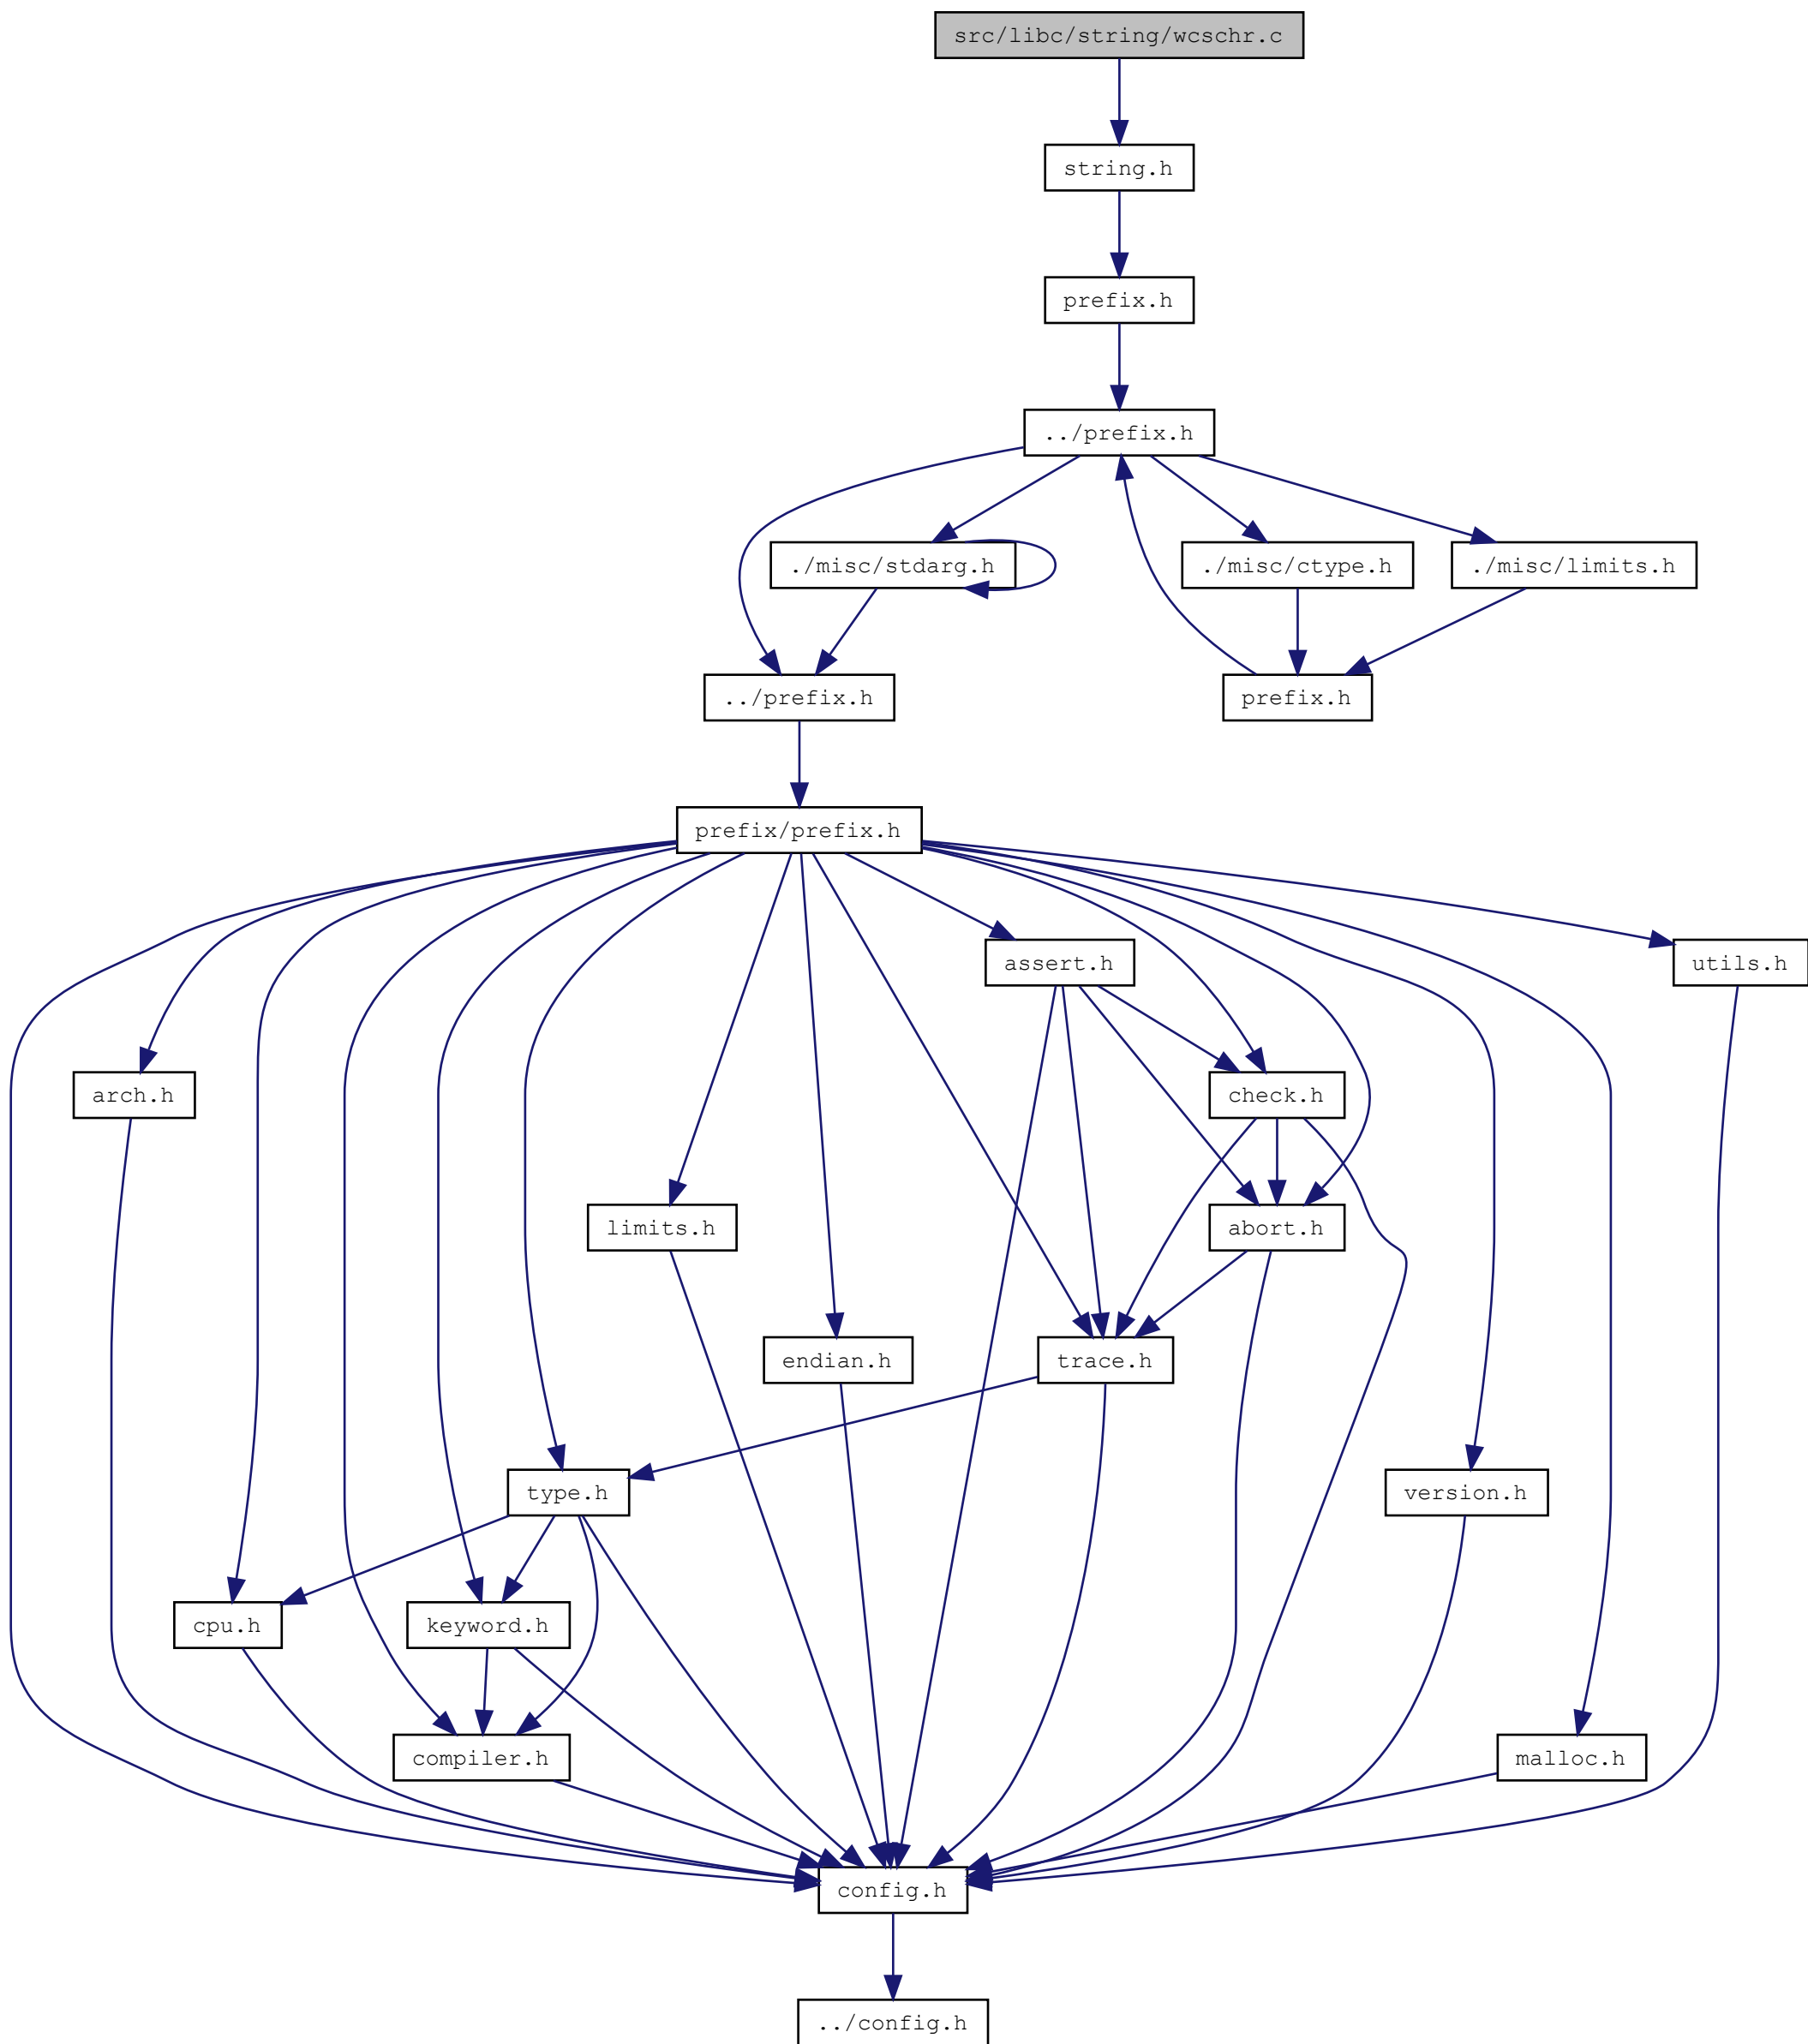 src/libc/string/wcschr.c
string.h
prefix.h
../prefix.h
./misc/stdarg.h
./misc/ctype.h
./misc/limits.h
../prefix.h
prefix.h
prefix/prefix.h
assert.h
utils.h
arch.h
check.h
limits.h
abort.h
endian.h
trace.h
type.h
version.h
cpu.h
keyword.h
compiler.h
malloc.h
config.h
../config.h